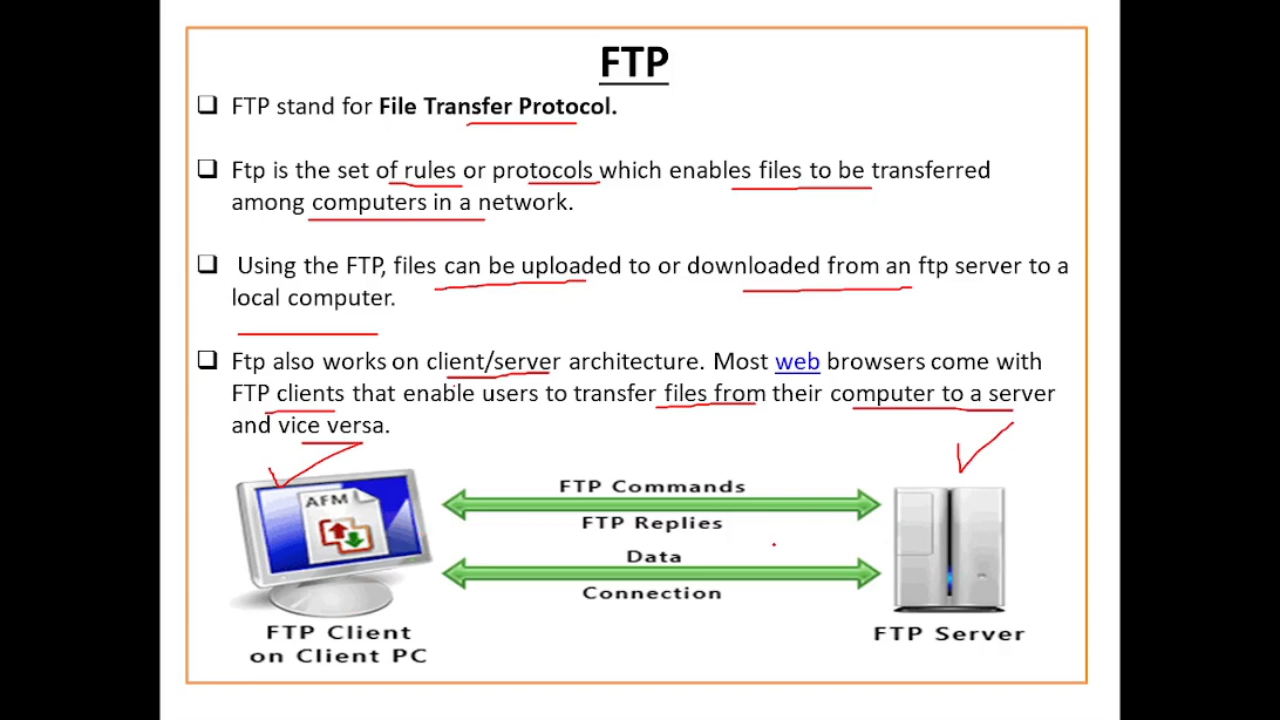 FTP
❑ FTP stand for File Transfer Protocol.
❑ Ftp is the set of rules or protocols which enables files to be transferred
among computers in a network.
❑ Using the FTP, files can be uploaded to or downloaded from an ftp server to a
local computer.
❑ Ftp also works on client/server architecture. Most web browsers come with
FTP clients that enable users to transfer files from their computer to a server
and vice versa.
AFM
FTP Commands
FTP Replies
Data
Connection
FTP Client
on Client PC
FTP Server